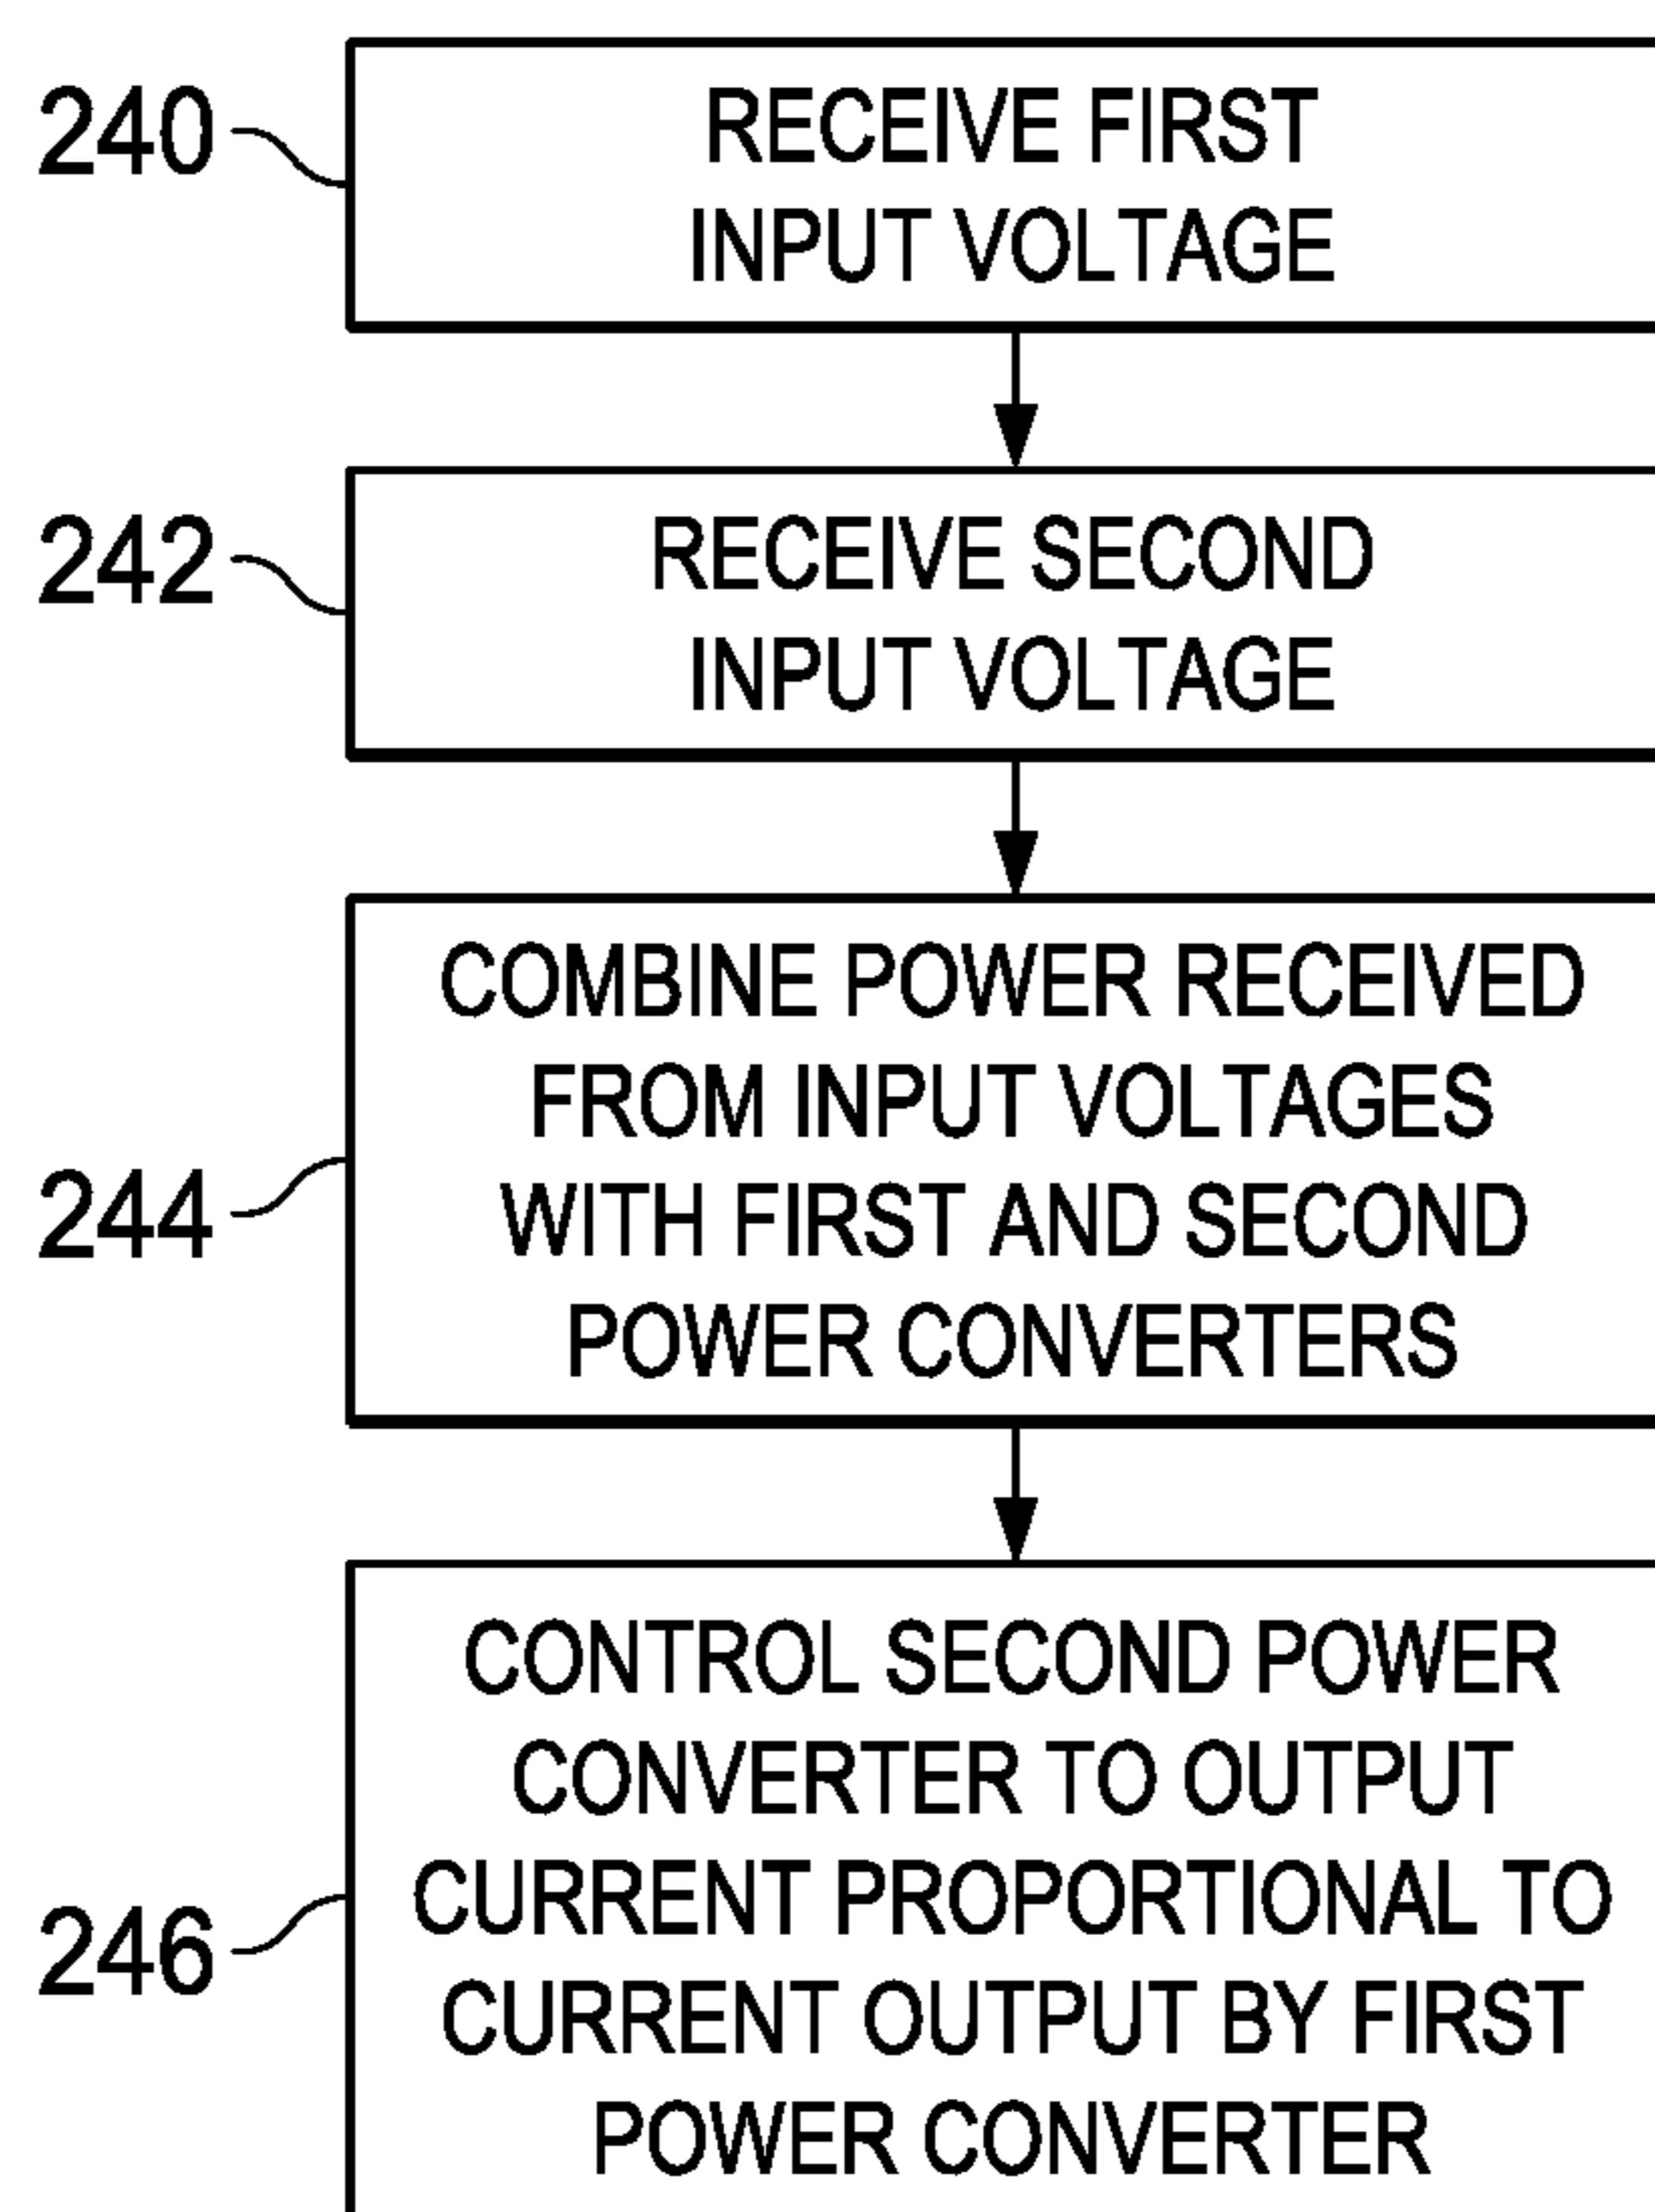 240
RECEIVE FIRST
INPUT VOLTAGE
242
RECEIVE SECOND
INPUT VOLTAGE
244
COMBINE POWER RECEIVED
FROM INPUT VOLTAGES
WITH FIRST AND SECOND
POWER CONVERTERS
246
CONTROL SECOND POWER
CONVERTER TO OUTPUT
CURRENT PROPORTIONAL TO
CURRENT OUTPUT BY FIRST
POWER CONVERTER